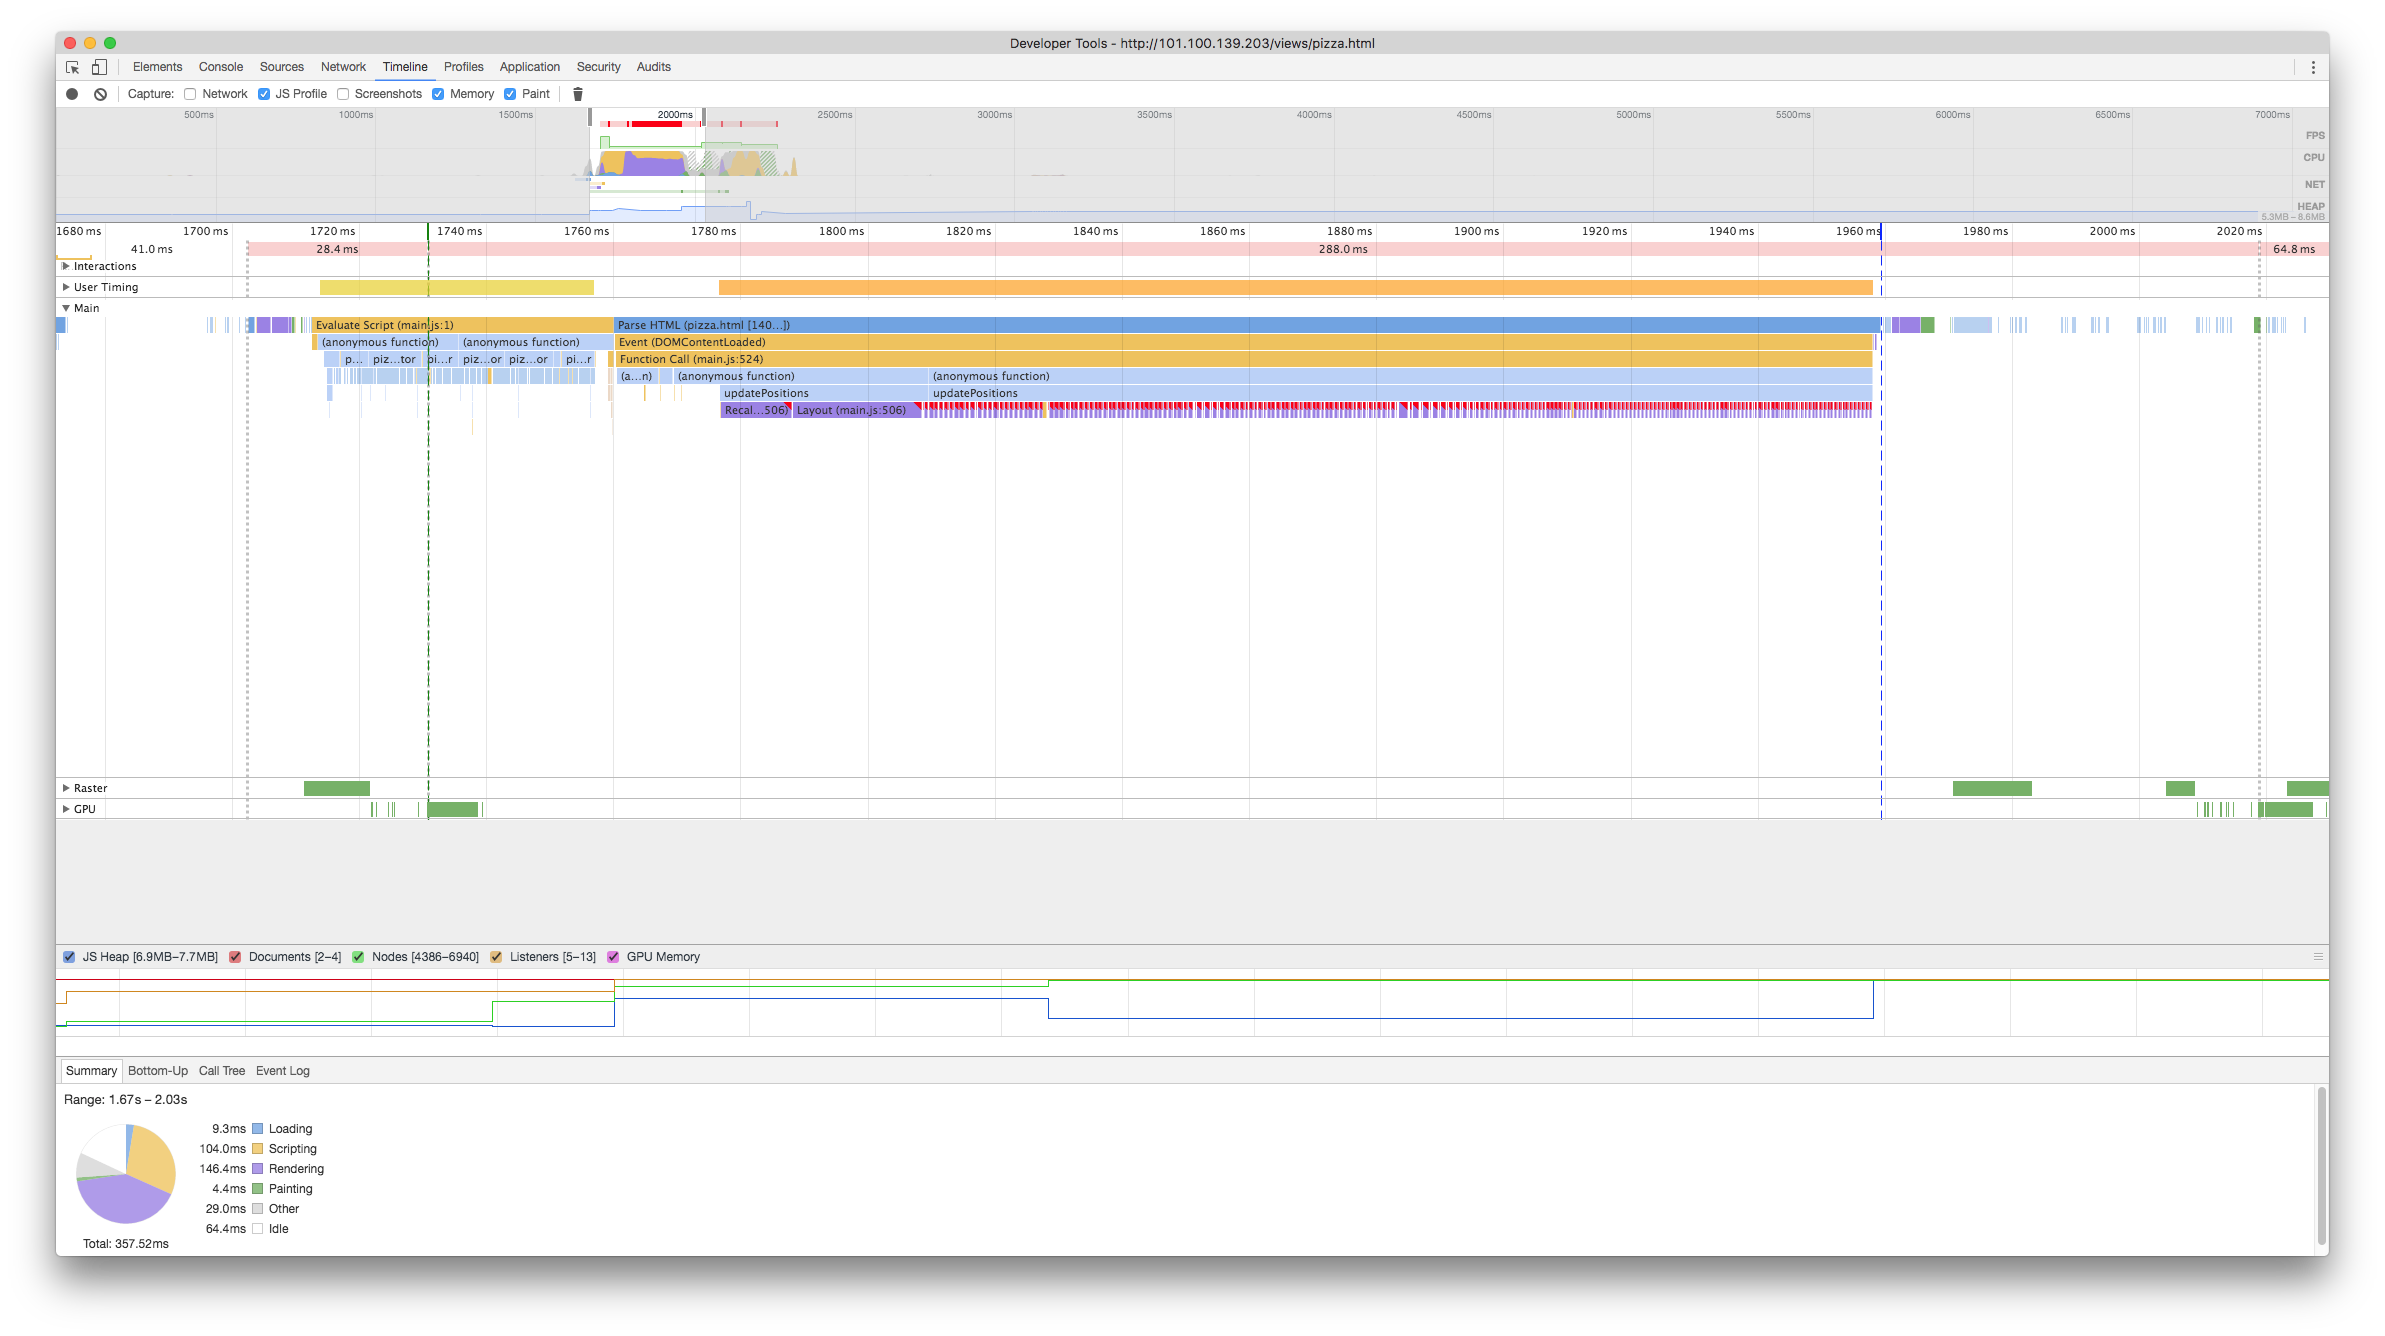 Developer Tools - http://101.100.139.203/views/pizza.html
Elements Console Sources Network Timeline Profiles Application Security Audits
Capture: Network JS Profile Screenshots Memory Paint
500ms 1000ms 1500ms 2000ms 2500ms 3000ms 3500ms 4000ms 4500ms 5000ms 5500ms 6000ms 6500ms 7000ms
FPS
CPU
NET
HEAP
5.3MB – 8.6MB
1680 ms 1700 ms 1720 ms 1740 ms 1760 ms 1780 ms 1800 ms 1820 ms 1840 ms 1860 ms 1880 ms 1900 ms 1920 ms 1940 ms 1960 ms 1980 ms 2000 ms 2020 ms
41.0 ms 28.4 ms 288.0 ms 64.8 ms
Interactions
User Timing
Main
Evaluate Script (main.js:1) Parse HTML (pizza.html [140…])
(anonymous function) (anonymous function) Event (DOMContentLoaded)
p… piz…tor pi…r piz…or piz…or pi…r Function Call (main.js:524)
(a…n) (anonymous function) (anonymous function)
updatePositions updatePositions
Recal…506) Layout (main.js:506)
Raster
GPU
JS Heap [6.9MB–7.7MB] Documents [2–4] Nodes [4386–6940] Listeners [5–13] GPU Memory
Summary Bottom-Up Call Tree Event Log
Range: 1.67s – 2.03s
9.3ms Loading
104.0ms Scripting
146.4ms Rendering
4.4ms Painting
29.0ms Other
64.4ms Idle
Total: 357.52ms